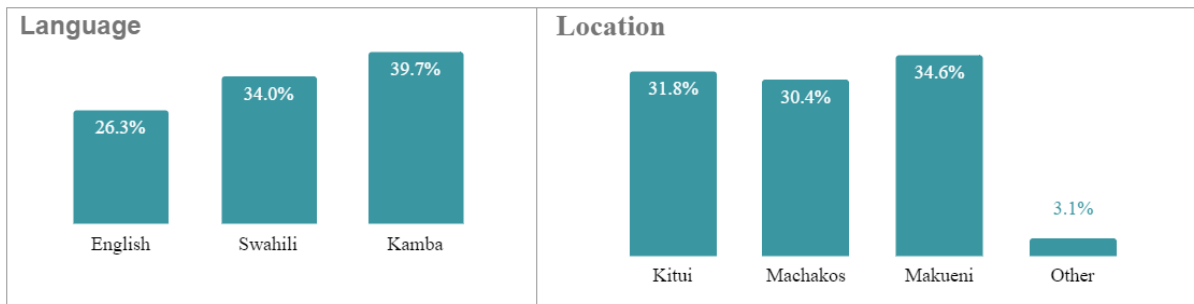 Language
39.7%
34.0%
26.3%
English Swahili Kamba
Location
34.6%
31.8%
30.4%
3.1%
Kitui Machakos Makueni Other